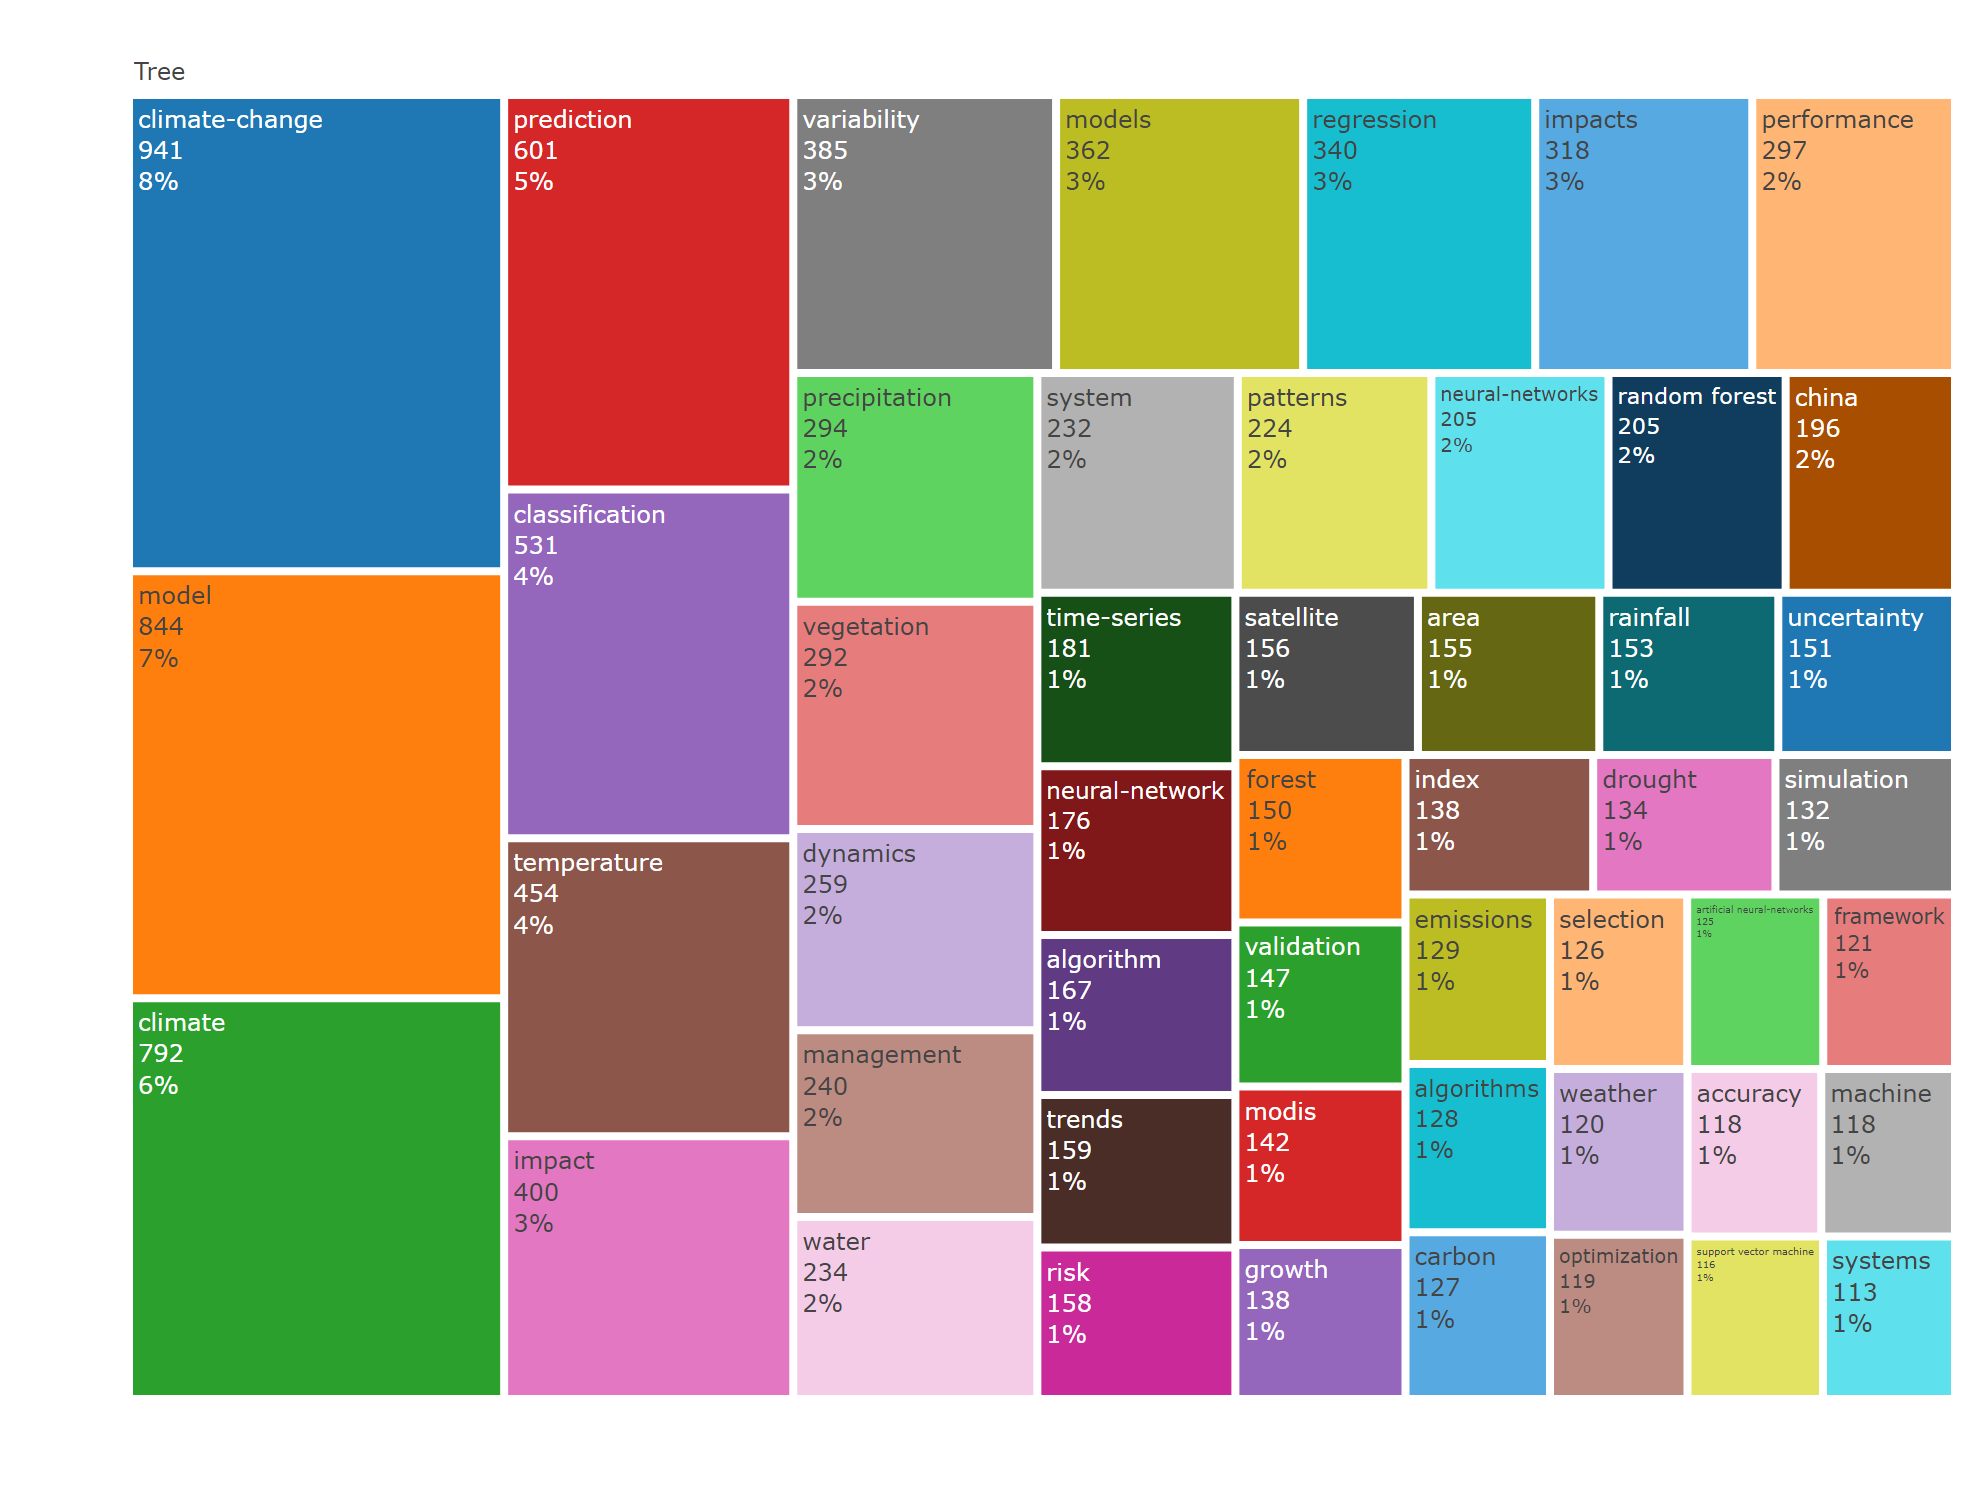 Tree
climate-change
941
8%
model
844
7%
climate
792
6%
prediction
601
5%
classification
531
4%
temperature
454
4%
impact
400
3%
variability
385
3%
models
362
3%
regression
340
3%
impacts
318
3%
performance
297
2%
precipitation
294
2%
vegetation
292
2%
dynamics
259
2%
management
240
2%
water
234
2%
system
232
2%
patterns
224
2%
neural-networks
205
2%
random forest
205
2%
china
196
2%
time-series
181
1%
neural-network
176
1%
algorithm
167
1%
trends
159
1%
risk
158
1%
satellite
156
1%
area
155
1%
rainfall
153
1%
uncertainty
151
1%
forest
150
1%
validation
147
1%
modis
142
1%
growth
138
1%
index
138
1%
drought
134
1%
simulation
132
1%
emissions
129
1%
algorithms
128
1%
carbon
127
1%
selection
126
1%
artificial neural-networks
125
1%
framework
121
1%
weather
120
1%
optimization
119
1%
accuracy
118
1%
machine
118
1%
support vector machine
116
1%
systems
113
1%